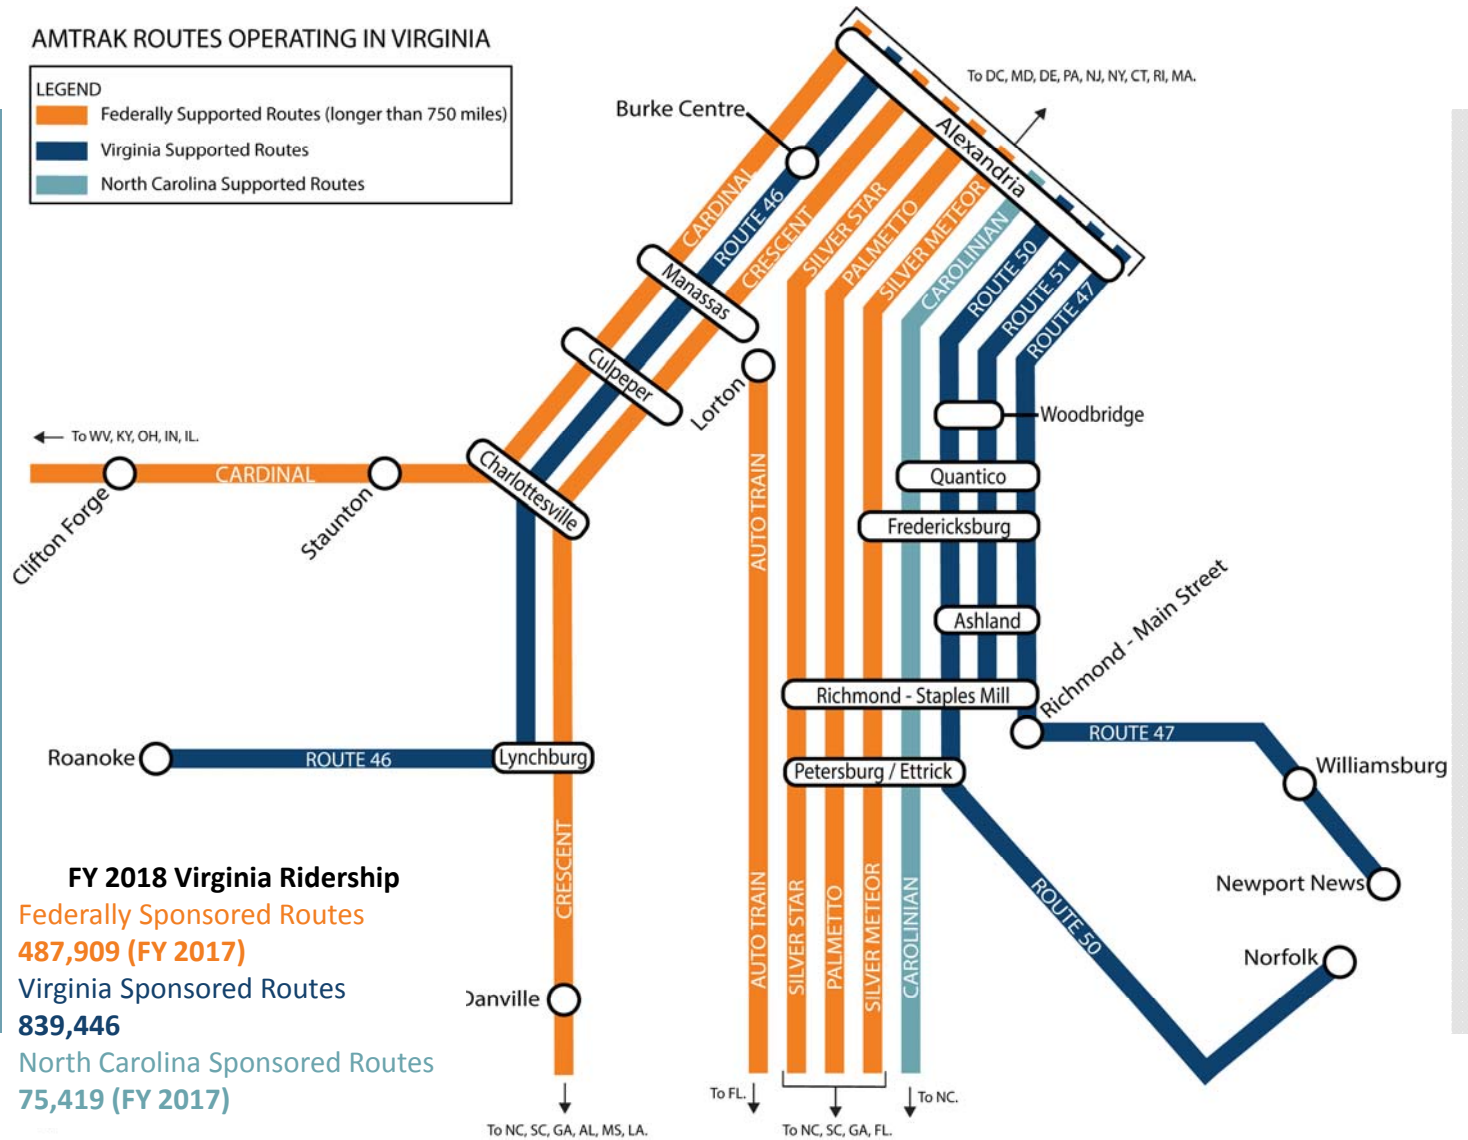 AMTRAK ROUTES OPERATING IN VIRGINIA
LEGEND
Federally Supported Routes (longer than 750 miles)
Virginia Supported Routes
North Carolina Supported Routes
To DC, MD, DE, PA, NJ, NY, CT, RI, MA.
Burke Centre
Alexandria
CARDINAL
ROUTE 46
CRESCENT
SILVER STAR
PALMETTO
SILVER METEOR
CAROLINIAN
ROUTE 50
ROUTE 51
ROUTE 47
Manassas
Culpeper
Lorton
Woodbridge
To WV, KY, OH, IN, IL.
CARDINAL
Charlottesville
Quantico
Clifton Forge
Staunton
AUTO TRAIN
Fredericksburg
Ashland
Richmond - Main Street
Richmond - Staples Mill
ROUTE 47
Roanoke
ROUTE 46
Lynchburg
Petersburg / Ettrick
Williamsburg
CRESCENT
Newport News
ROUTE 50
Norfolk
AUTO TRAIN
SILVER STAR
PALMETTO
SILVER METEOR
CAROLINIAN
Danville
FY 2018 Virginia Ridership
Federally Sponsored Routes
487,909 (FY 2017)
Virginia Sponsored Routes
839,446
North Carolina Sponsored Routes
75,419 (FY 2017)
To FL.
To NC.
To NC, SC, GA, AL, MS, LA.
To NC, SC, GA, FL.